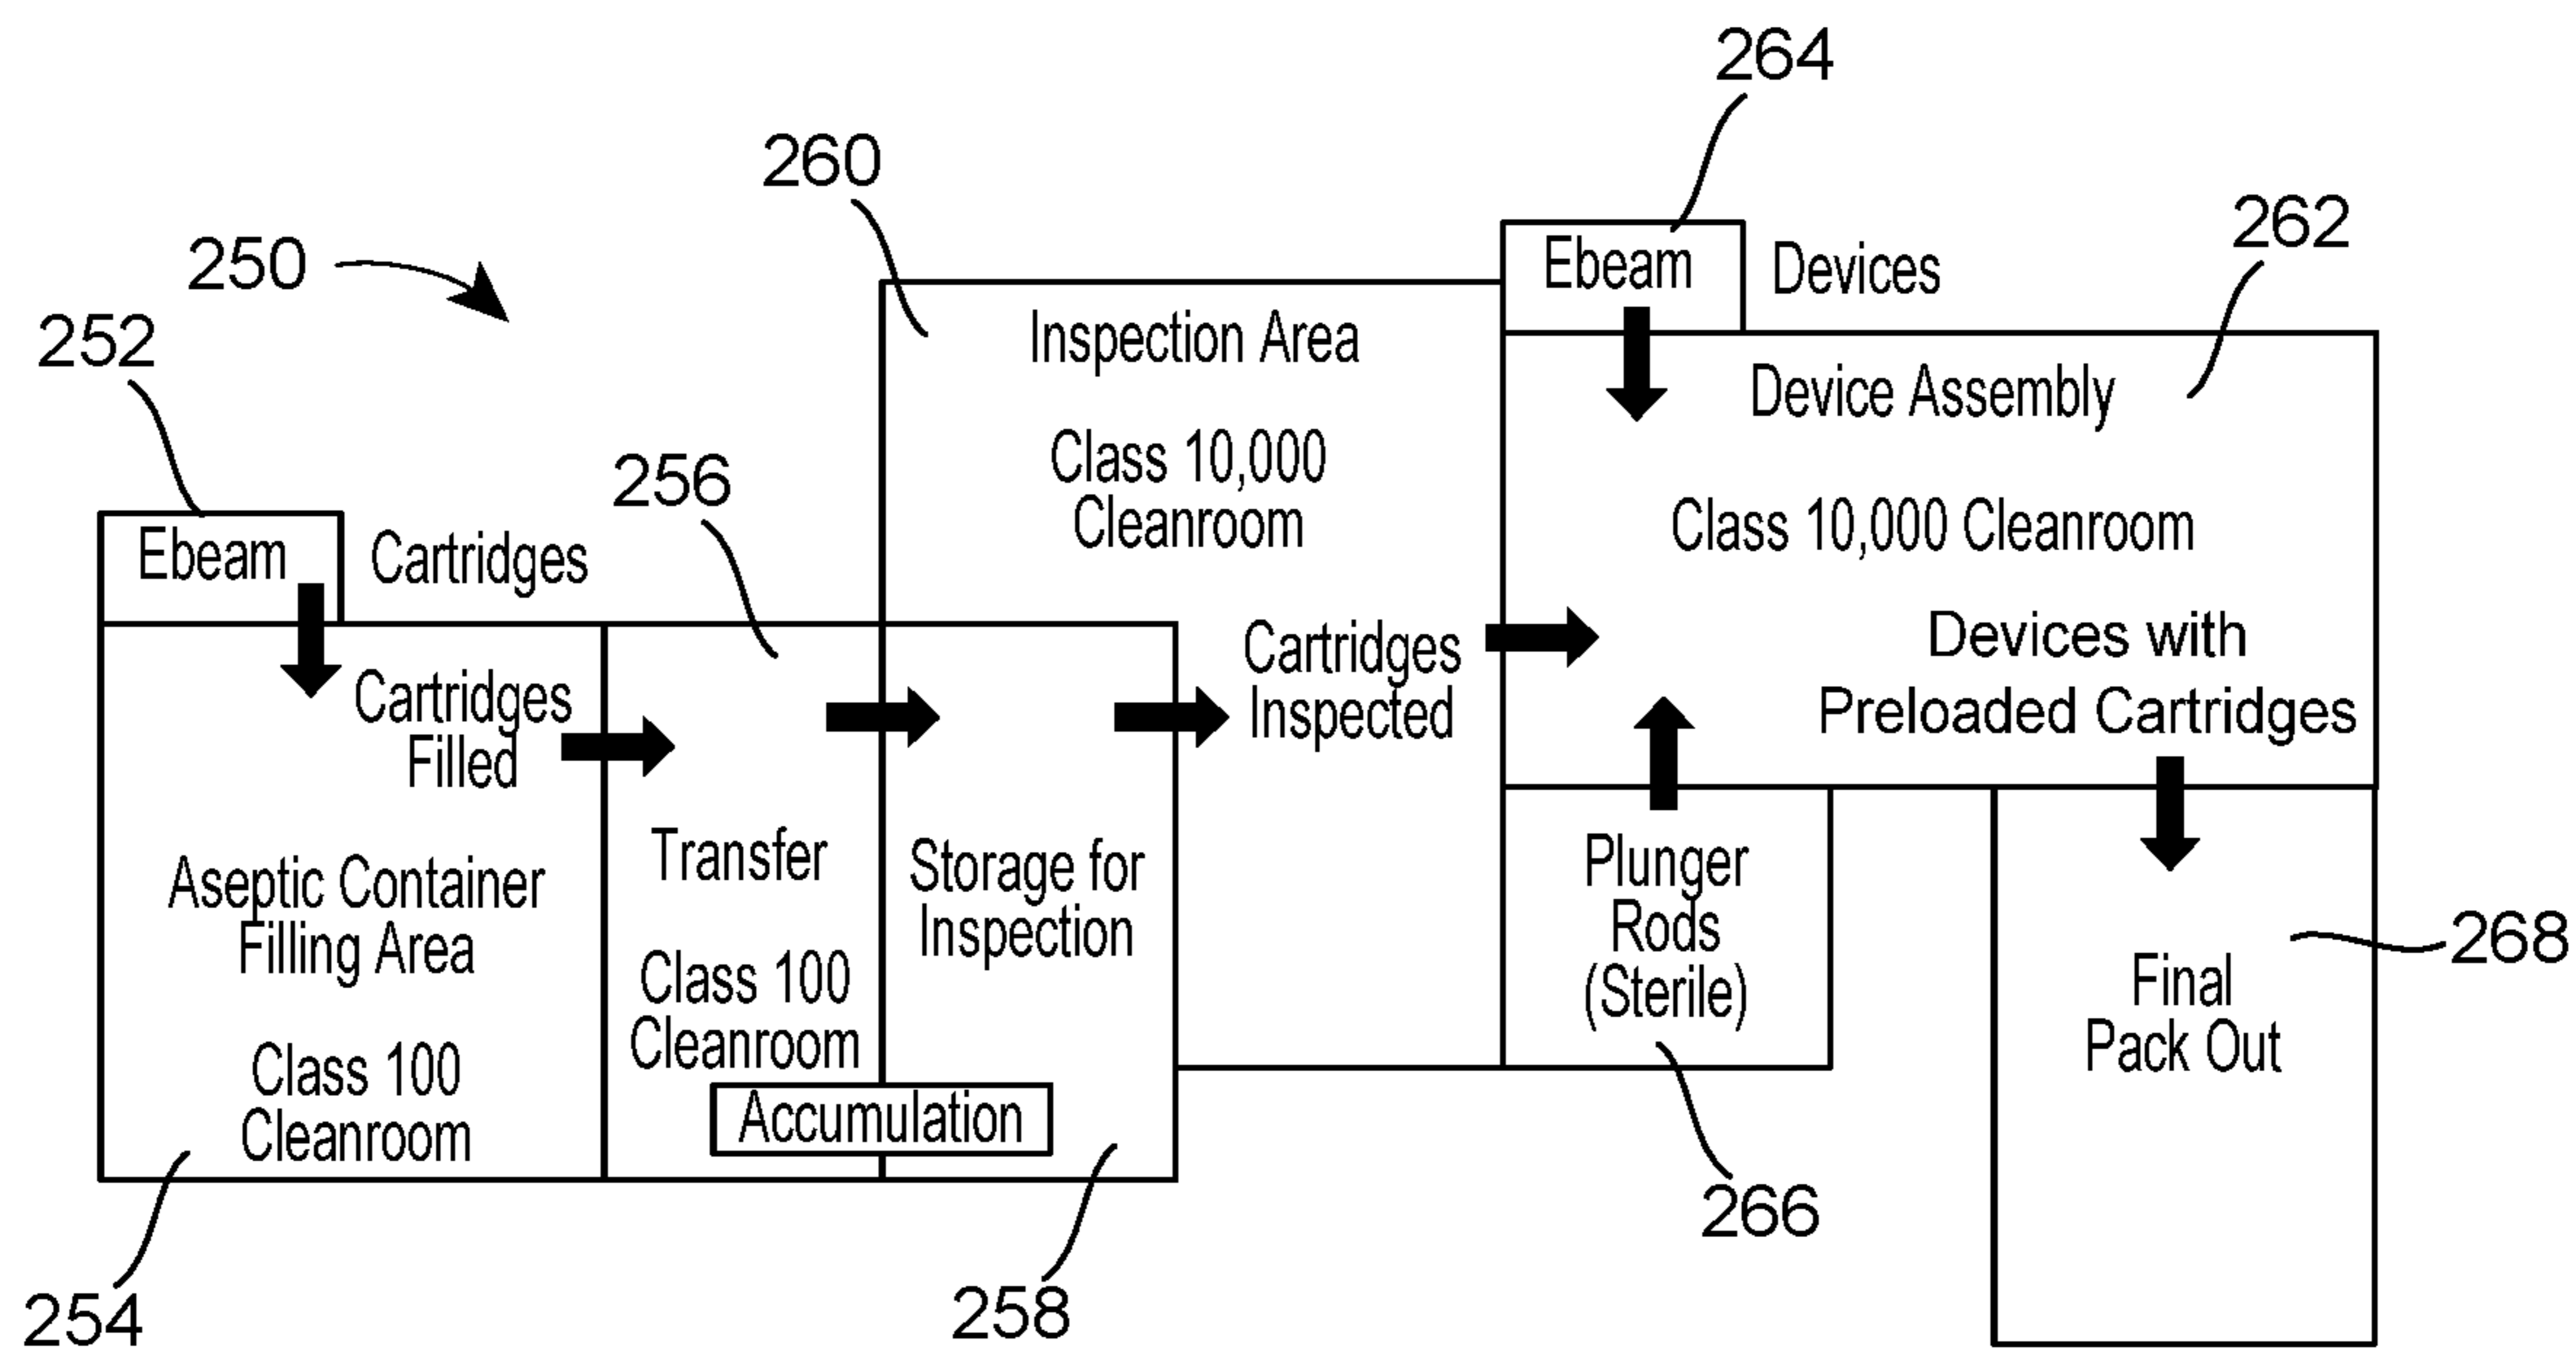 264
260
262
250
Ebeam
Devices
252
Inspection Area
Device Assembly
Class 10,000
Cleanroom
256
Class 10,000 Cleanroom
Ebeam
Cartridges
Cartridges
Inspected
Devices with
Preloaded Cartridges
Cartridges
Filled
Transfer
Storage for
Inspection
Plunger
Rods
(Sterile)
Aseptic Container
Filling Area
268
Class 100
Cleanroom
Final
Pack Out
Class 100
Cleanroom
Accumulation
266
254
258